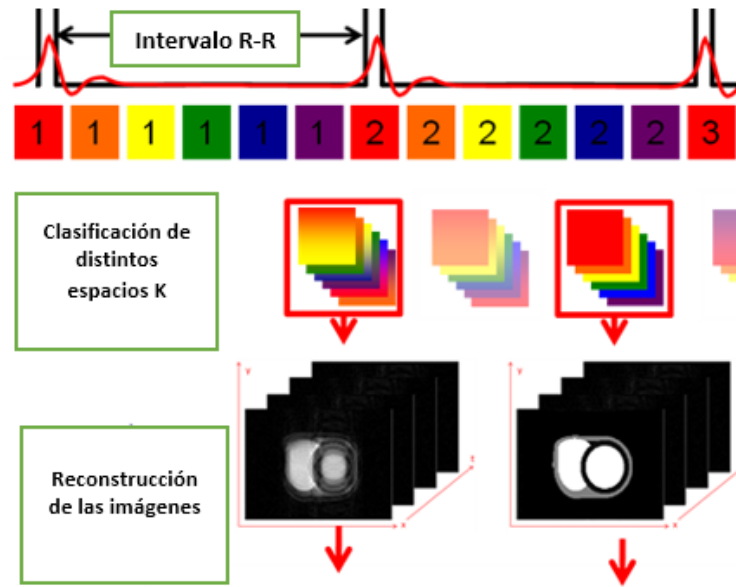 Intervalo R-R
1 1 1 1 1 1 2 2 2 2 2 2 3
Clasificación de
distintos
espacios K
y
z
x
y
x
Reconstrucción
de las imágenes